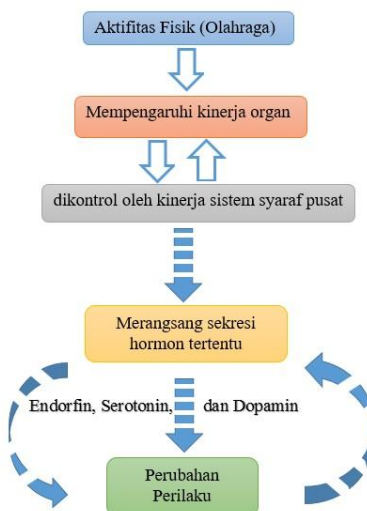 Aktifitas Fisik (Olahraga)
Mempengaruhi kinerja organ
dikontrol oleh kinerja sistem syaraf pusat
Merangsang sekresi
hormon tertentu
Endorfin, Serotonin, dan Dopamin
Perubahan
Perilaku